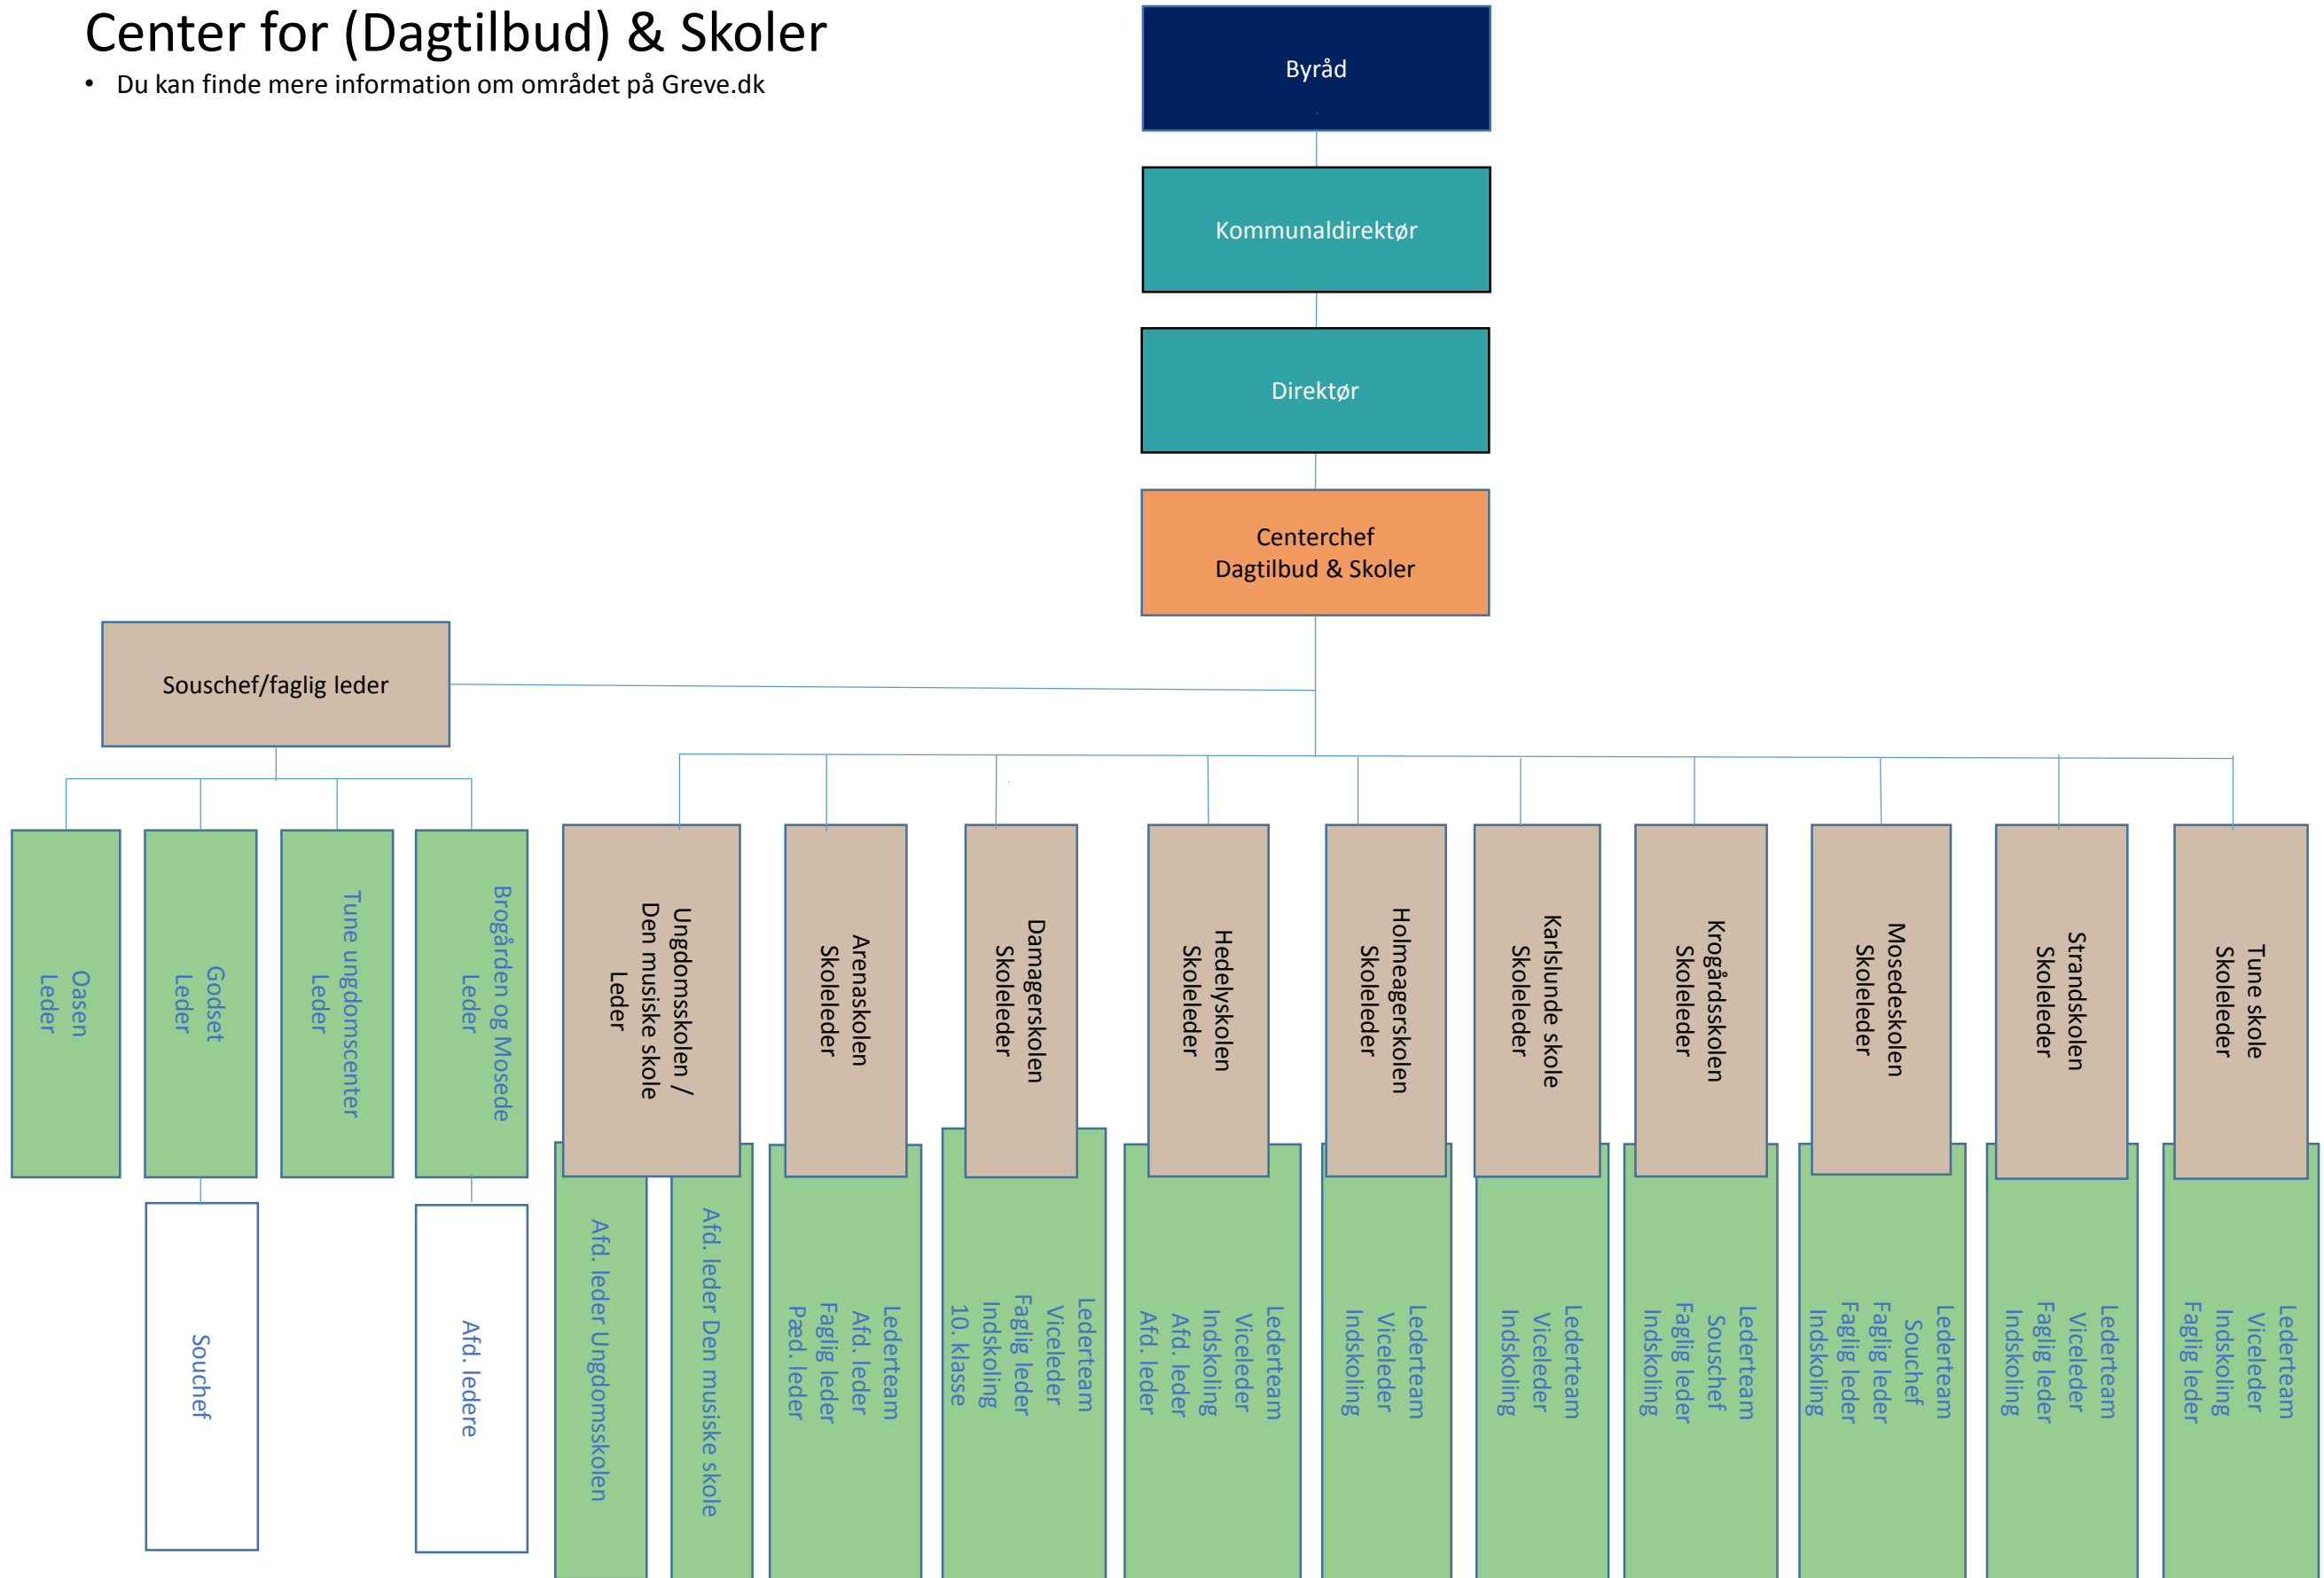 Center for (Dagtilbud) & Skoler
• Du kan finde mere information om området på Greve.dk
Byråd
Kommunaldirektør
Direktør
Centerchef
Dagtilbud & Skoler
Souschef/faglig leder
Oasen
Leder
Godset
Leder
Tune ungdomscenter
Leder
Brogården og Mosede
Leder
Ungdomsskolen /
Den musiske skole
Leder
Arenaskolen
Skoleleder
Damagerskolen
Skoleleder
Hedelyskolen
Skoleleder
Holmeagerskolen
Skoleleder
Karlslunde skole
Skoleleder
Krogårdsskolen
Skoleleder
Mosedeskolen
Skoleleder
Strandskolen
Skoleleder
Tune skole
Skoleleder
Souchef
Afd. ledere
Afd. leder Ungdomsskolen
Afd. leder Den musiske skole
Lederteam
Afd. leder
Faglig leder
Pæd. leder
Lederteam
Viceleder
Faglig leder
Indskoling
10. klasse
Lederteam
Viceleder
Indskoling
Afd. leder
Afd. leder
Lederteam
Viceleder
Indskoling
Lederteam
Viceleder
Indskoling
Lederteam
Souschef
Faglig leder
Indskoling
Lederteam
Souchef
Faglig leder
Faglig leder
Indskoling
Lederteam
Viceleder
Faglig leder
Indskoling
Lederteam
Viceleder
Indskoling
Faglig leder